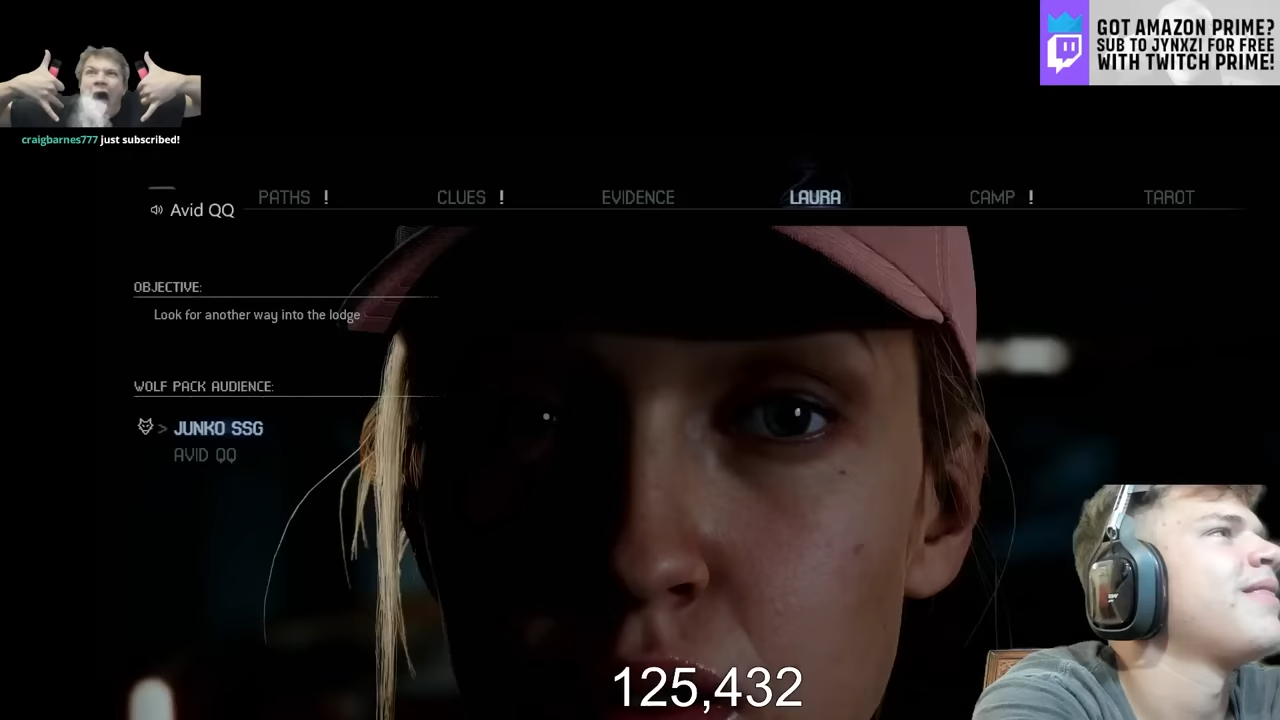 GOT AMAZON PRIME?
SUB TO JYNXZI FOR FREE
WITH TWITCH PRIME!
craigbarnes777 just subscribed!
PATHS ! CLUES ! EVIDENCE LAURA CAMP ! TAROT
Avid QQ
OBJECTIVE:
Look for another way into the lodge
WOLF PACK AUDIENCE:
> JUNKO SSG
AVID QQ
125,432